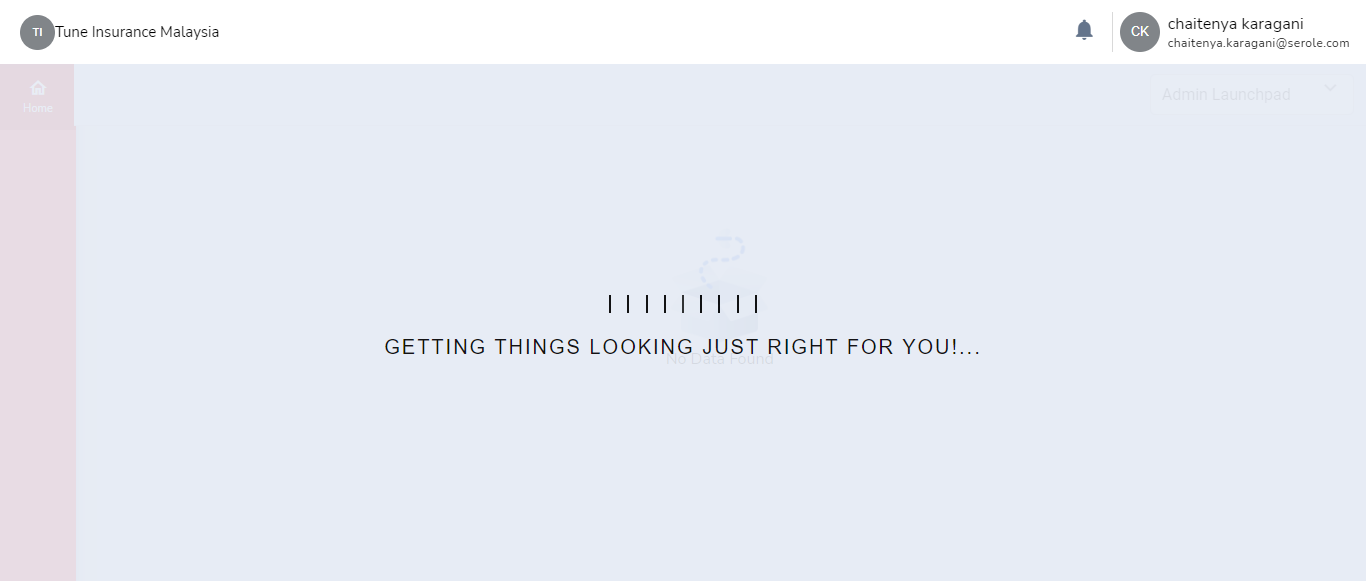 TI Tune Insurance Malaysia
CK
chaitenya karagani
chaitenya.karagani@serole.com
Home
Admin Launchpad
GETTING THINGS LOOKING JUST RIGHT FOR YOU!...
No Data Found